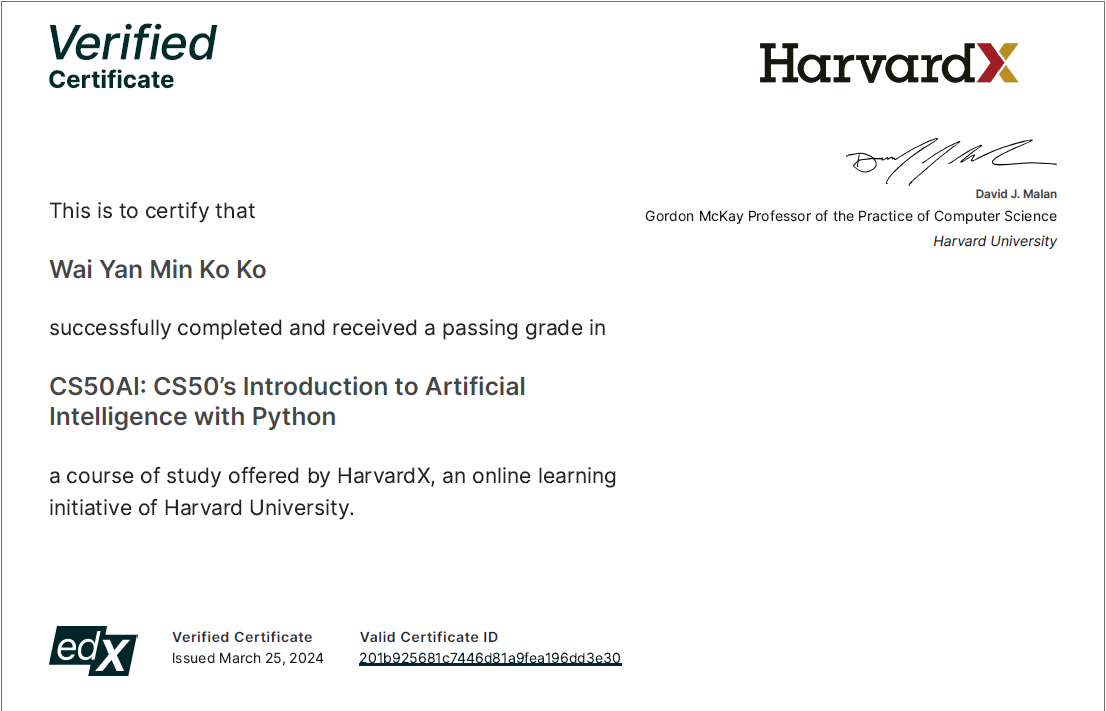 Verified
Certificate
HarvardX
David J. Malan
Gordon McKay Professor of the Practice of Computer Science
Harvard University
This is to certify that
Wai Yan Min Ko Ko
successfully completed and received a passing grade in
CS50AI: CS50’s Introduction to Artificial
Intelligence with Python
a course of study offered by HarvardX, an online learning
initiative of Harvard University.
edX
Verified Certificate
Issued March 25, 2024
Valid Certificate ID
201b925681c7446d81a9fea196dd3e30